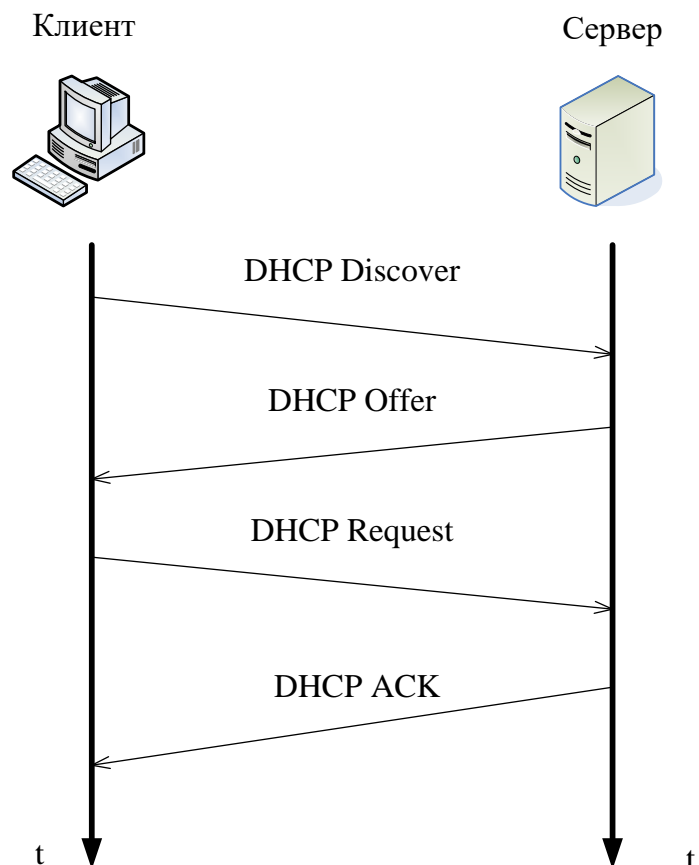 Клиент
Сервер
DHCP Discover
DHCP Offer
DHCP Request
DHCP ACK
t
t